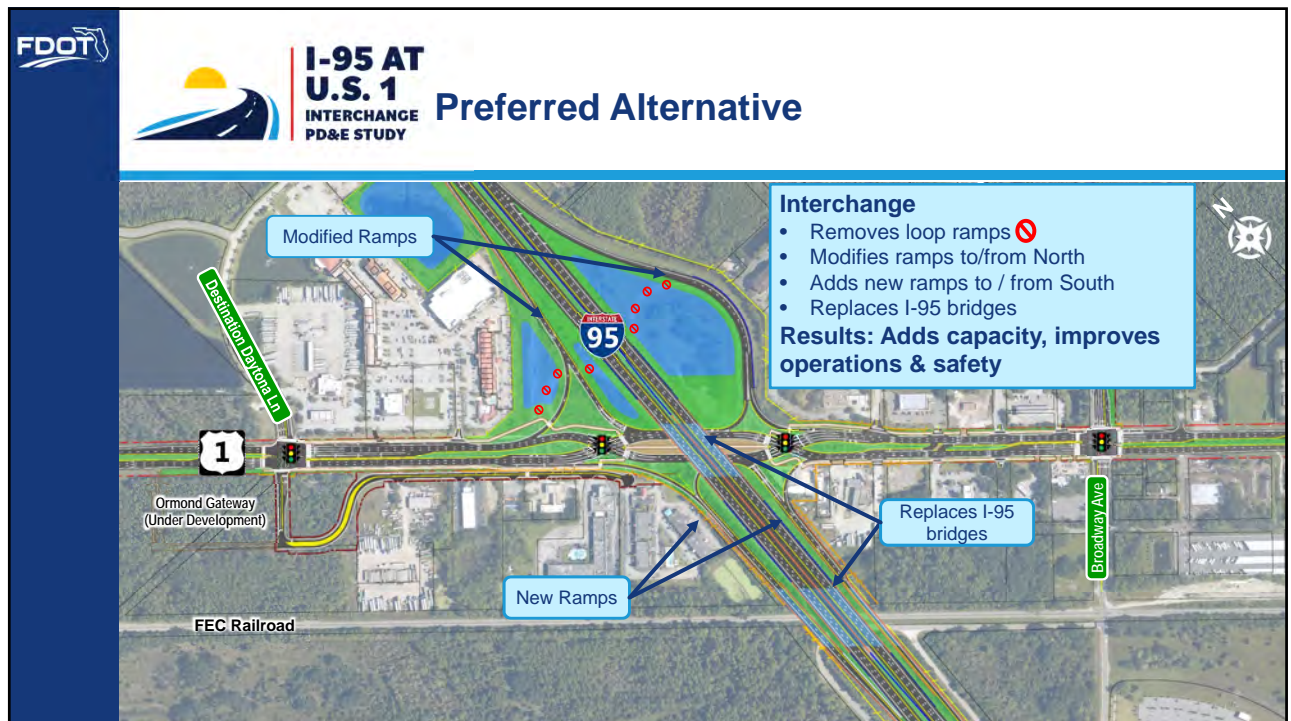 FDOT
I-95 AT
U.S. 1
INTERCHANGE
PD&E STUDY
Preferred Alternative
Modified Ramps
Interchange
• Removes loop ramps
• Modifies ramps to/from North
• Adds new ramps to / from South
• Replaces I-95 bridges
Results: Adds capacity, improves
operations & safety
N
Destination Daytona Ln
INTERSTATE
95
1
Ormond Gateway
(Under Development)
Replaces I-95
bridges
Broadway Ave
New Ramps
FEC Railroad